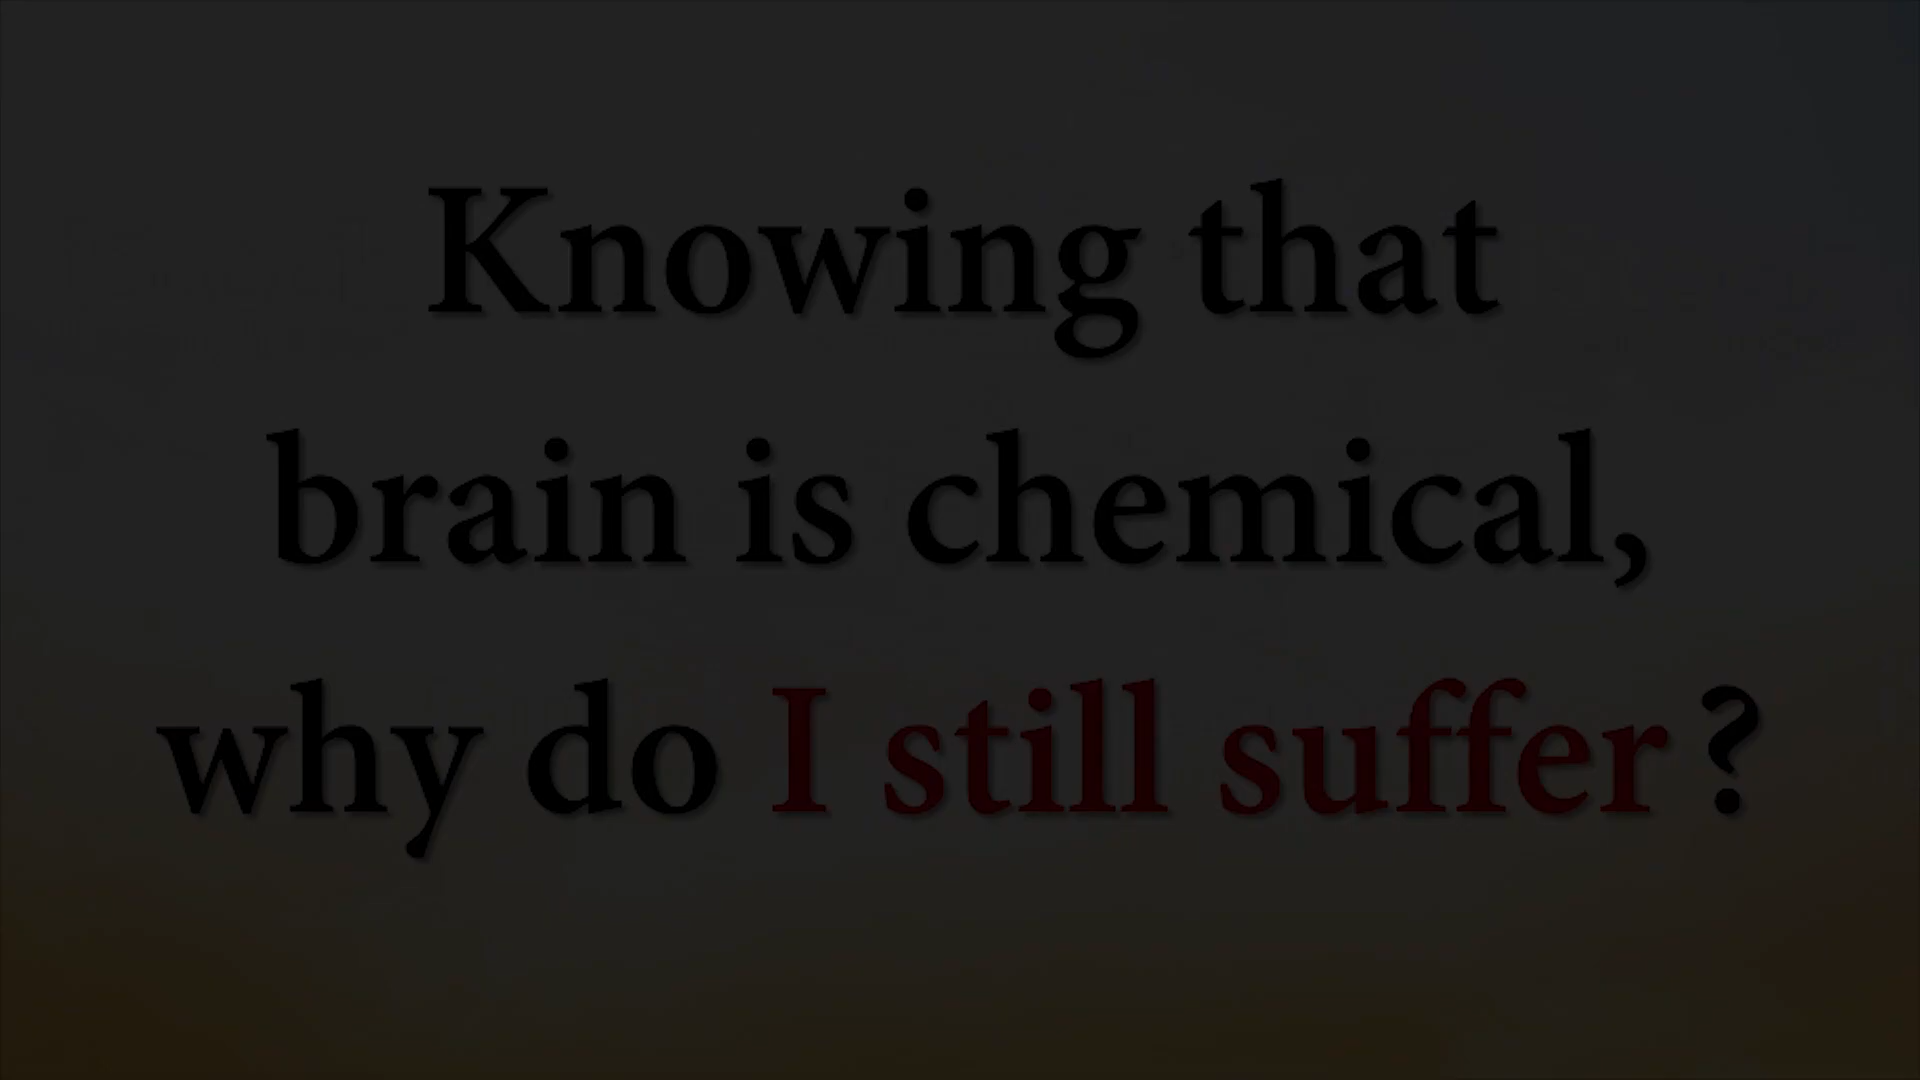 Knowing that
brain is chemical,
why do I still suffer?